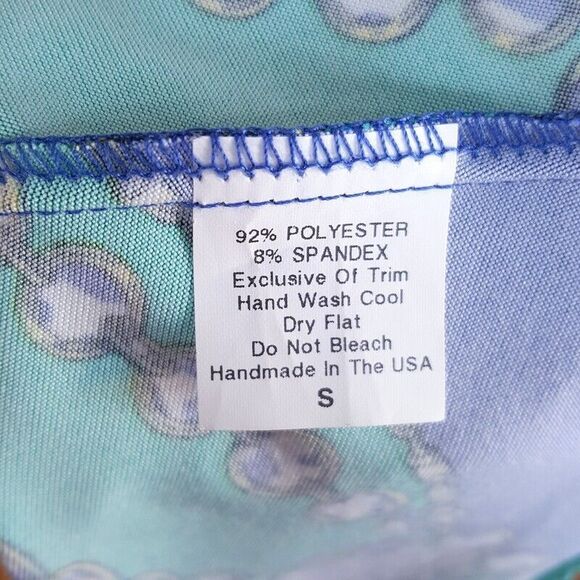 92% POLYESTER
8% SPANDEX
Exclusive Of Trim
Hand Wash Cool
Dry Flat
Do Not Bleach
Handmade In The USA
S